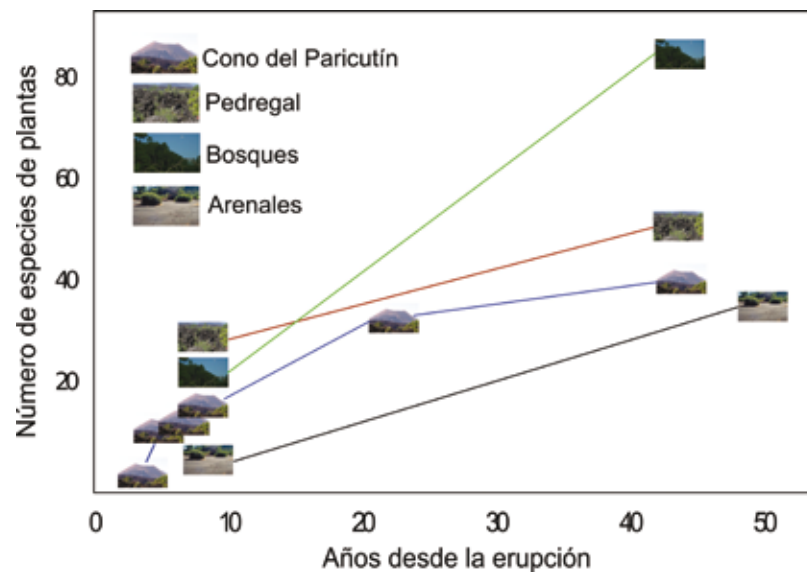 Número de especies de plantas
80
60
40
20
Cono del Paricutín
Pedregal
Bosques
Arenales
0 10 20 30 40 50
Años desde la erupción